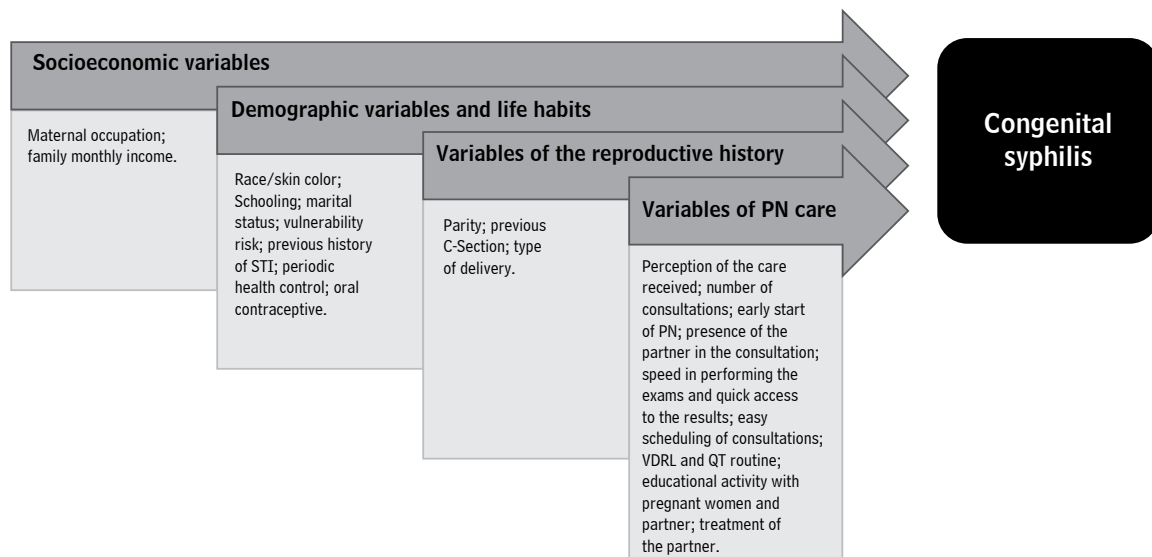 Socioeconomic variables
Maternal occupation;
family monthly income.
Demographic variables and life habits
Race/skin color;
Schooling; marital
status; vulnerability
risk; previous history
of STI; periodic
health control; oral
contraceptive.
Variables of the reproductive history
Parity; previous
C-Section; type
of delivery.
Variables of PN care
Perception of the care
received; number of
consultations; early start
of PN; presence of the
partner in the consultation;
speed in performing the
exams and quick access
to the results; easy
scheduling of consultations;
VDRL and QT routine;
educational activity with
pregnant women and
partner; treatment of
the partner.
Congenital
syphilis